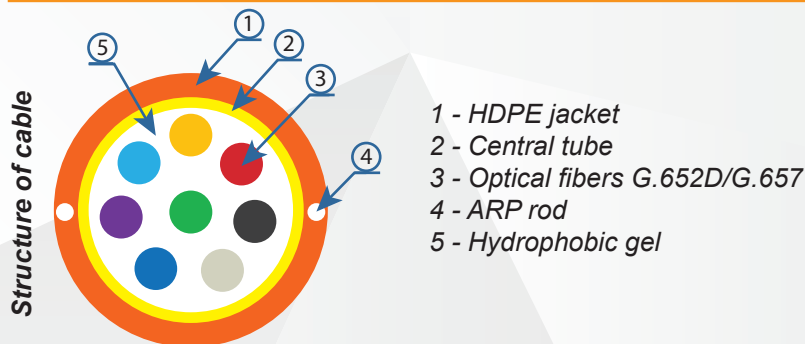 Structure of cable
1
2
3
4
5
1 - HDPE jacket
2 - Central tube
3 - Optical fibers G.652D/G.657
4 - ARP rod
5 - Hydrophobic gel